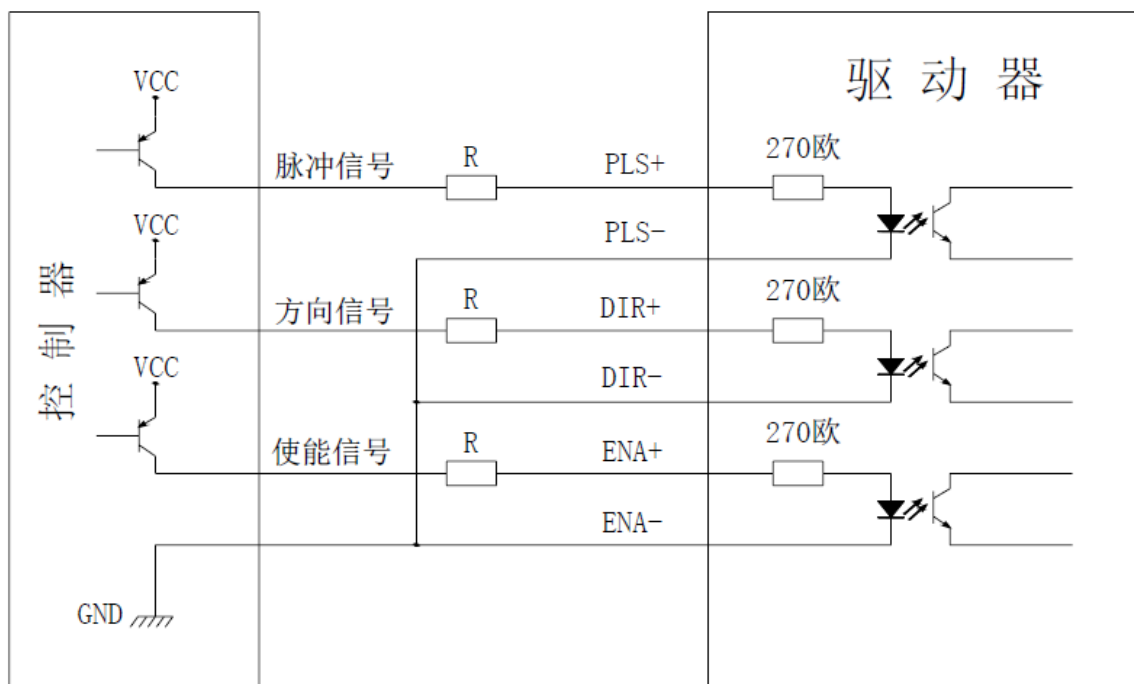 驱动器
VCC
脉冲信号
R
PLS+
270欧
PLS-
VCC
控制器
方向信号
R
DIR+
270欧
DIR-
VCC
使能信号
R
ENA+
270欧
ENA-
GND